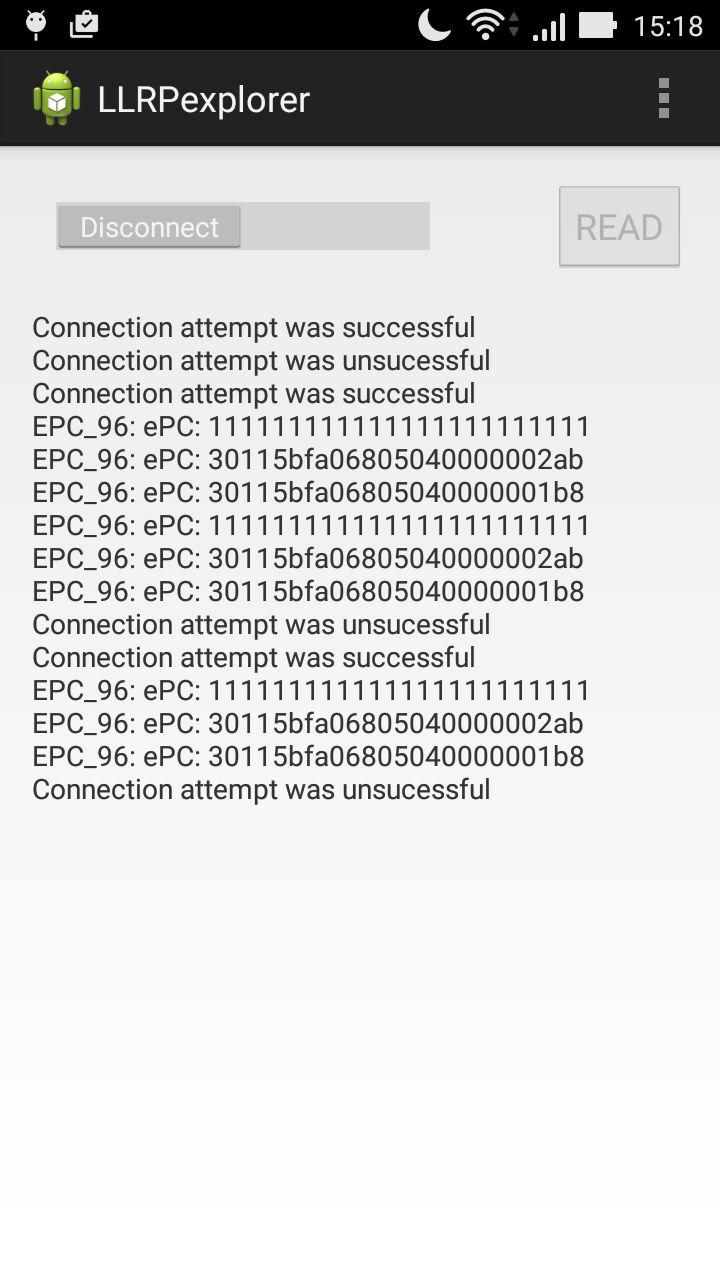 15:18
LLRPexplorer
Disconnect
READ
Connection attempt was successful
Connection attempt was unsucessful
Connection attempt was successful
EPC_96: ePC: 111111111111111111111111
EPC_96: ePC: 30115bfa06805040000002ab
EPC_96: ePC: 30115bfa06805040000001b8
EPC_96: ePC: 111111111111111111111111
EPC_96: ePC: 30115bfa06805040000002ab
EPC_96: ePC: 30115bfa06805040000001b8
Connection attempt was unsucessful
Connection attempt was successful
EPC_96: ePC: 111111111111111111111111
EPC_96: ePC: 30115bfa06805040000002ab
EPC_96: ePC: 30115bfa06805040000001b8
Connection attempt was unsucessful